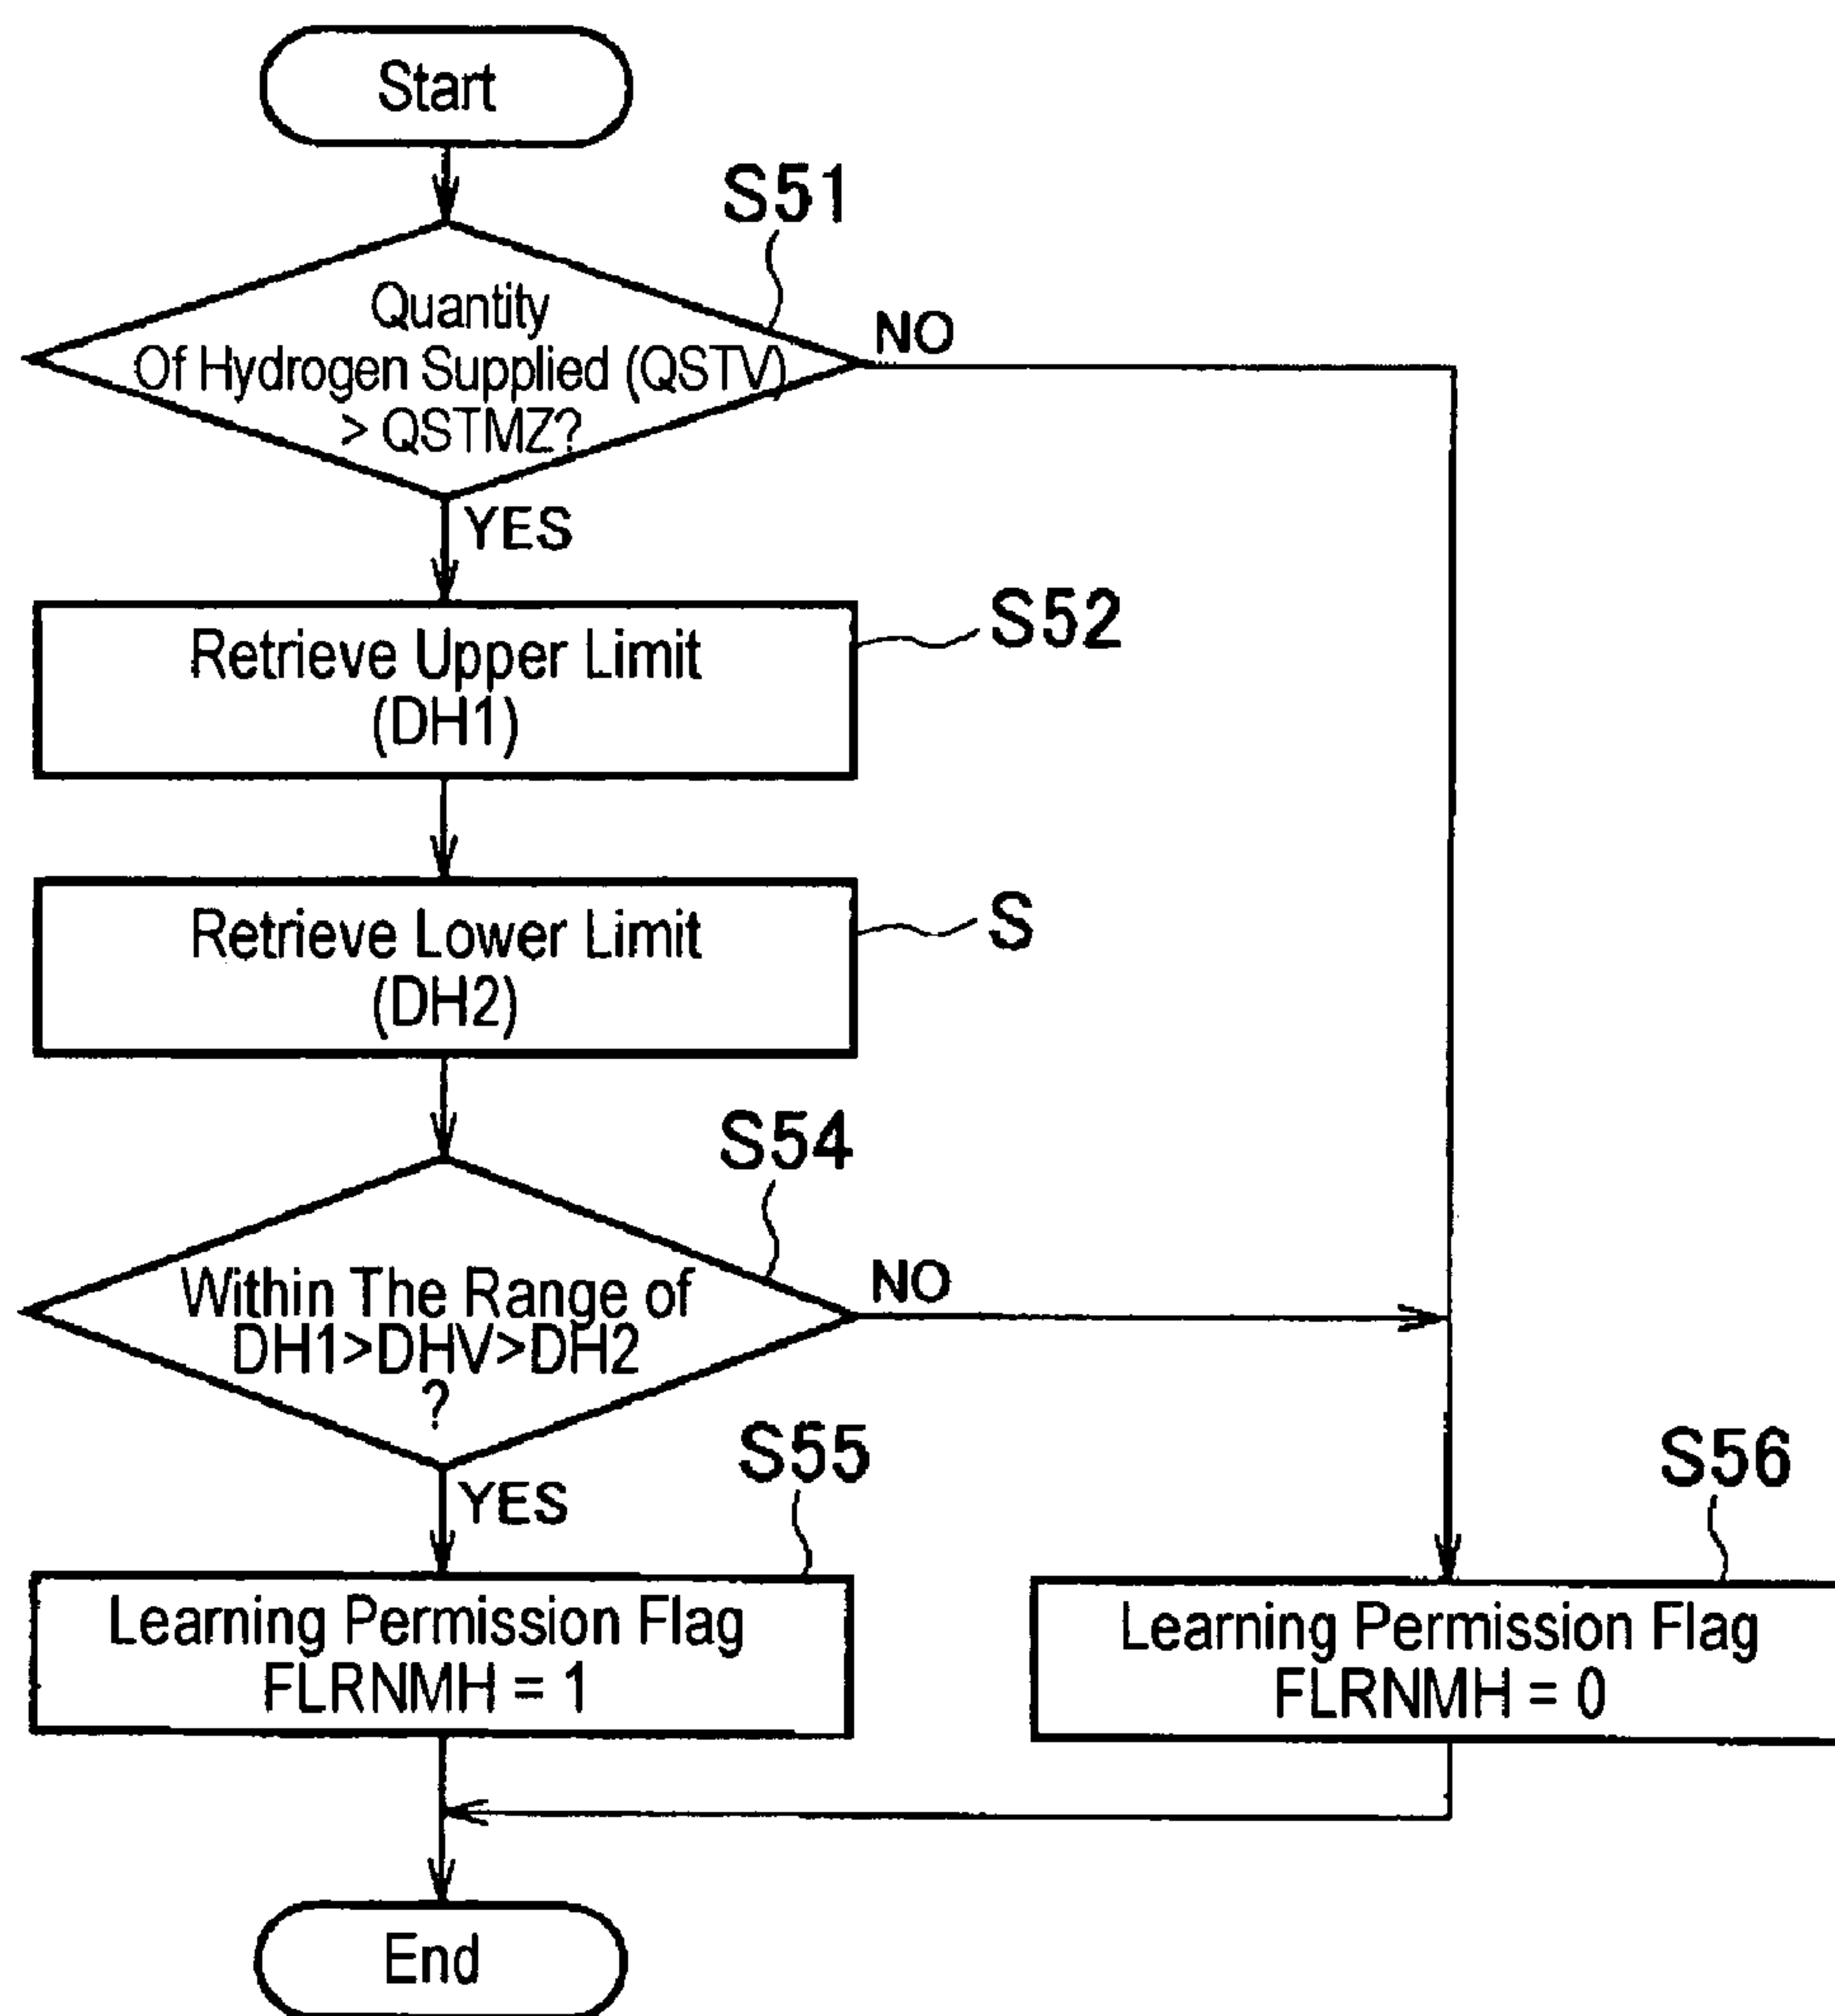 Start
S51
Quantity
Of Hydrogen Supplied (QSTV)
> QSTMZ?
NO
YES
Retrieve Upper Limit
(DH1)
S52
Retrieve Lower Limit
(DH2)
S
S54
Within The Range of
DH1>DHV>DH2
?
NO
YES
S55
Learning Permission Flag
FLRNMH = 1
S56
Learning Permission Flag
FLRNMH = 0
End